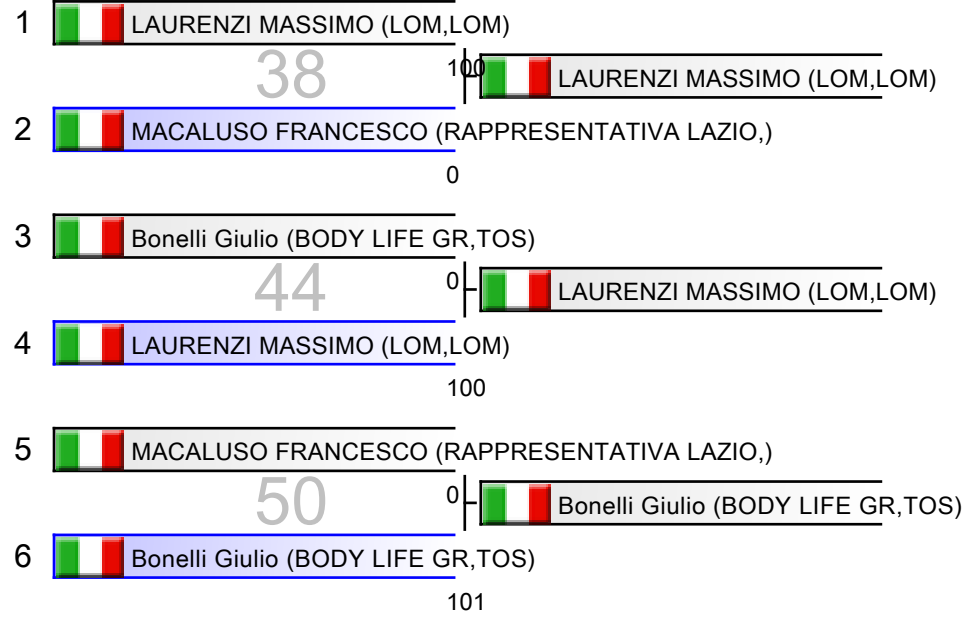 1 LAURENZI MASSIMO (LOM,LOM)
38
100
LAURENZI MASSIMO (LOM,LOM)
2 MACALUSO FRANCESCO (RAPPRESENTATIVA LAZIO,)
0
3 Bonelli Giulio (BODY LIFE GR,TOS)
44
0
LAURENZI MASSIMO (LOM,LOM)
4 LAURENZI MASSIMO (LOM,LOM)
100
5 MACALUSO FRANCESCO (RAPPRESENTATIVA LAZIO,)
50
0
Bonelli Giulio (BODY LIFE GR,TOS)
6 Bonelli Giulio (BODY LIFE GR,TOS)
101